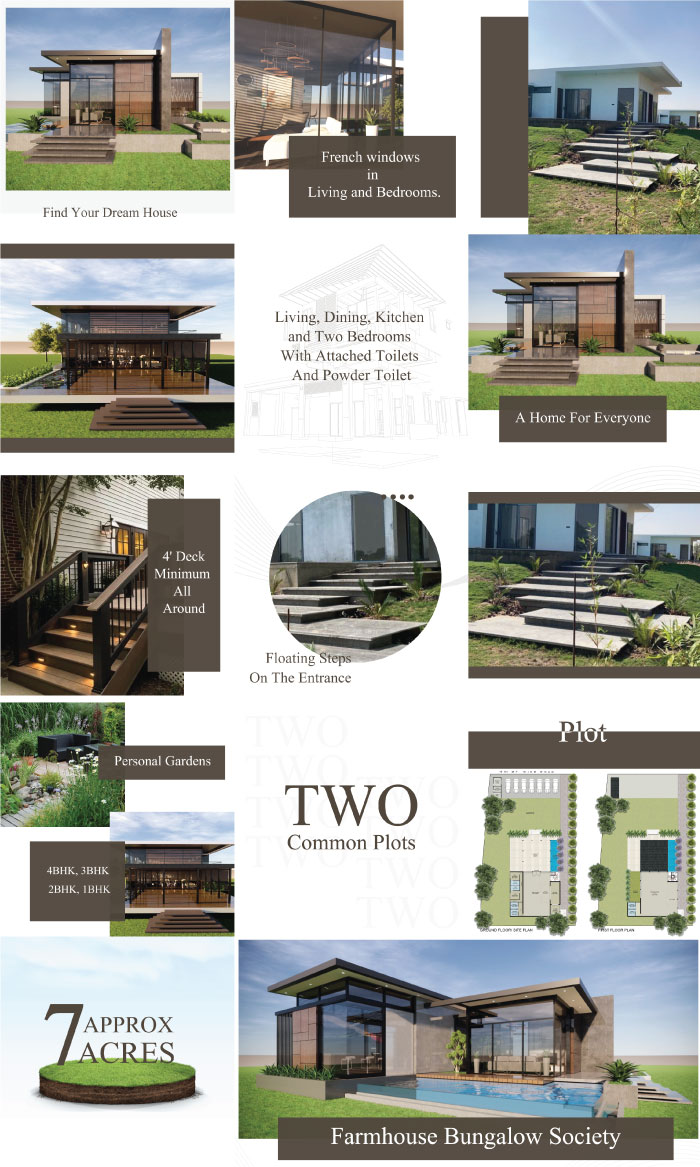 Find Your Dream House
French windows
in
Living and Bedrooms.
Living, Dining, Kitchen
and Two Bedrooms
With Attached Toilets
And Powder Toilet
A Home For Everyone
4' Deck
Minimum
All
Around
Floating Steps
On The Entrance
Personal Gardens
4BHK, 3BHK
2BHK, 1BHK
TWO
TWO
TWO
TWO
TWO
TWO
TWO
TWO
TWO
Common Plots
Plot
GROUND FLOOR/ SITE PLAN
FIRST FLOOR PLAN
7 APPROX
ACRES
Farmhouse Bungalow Society